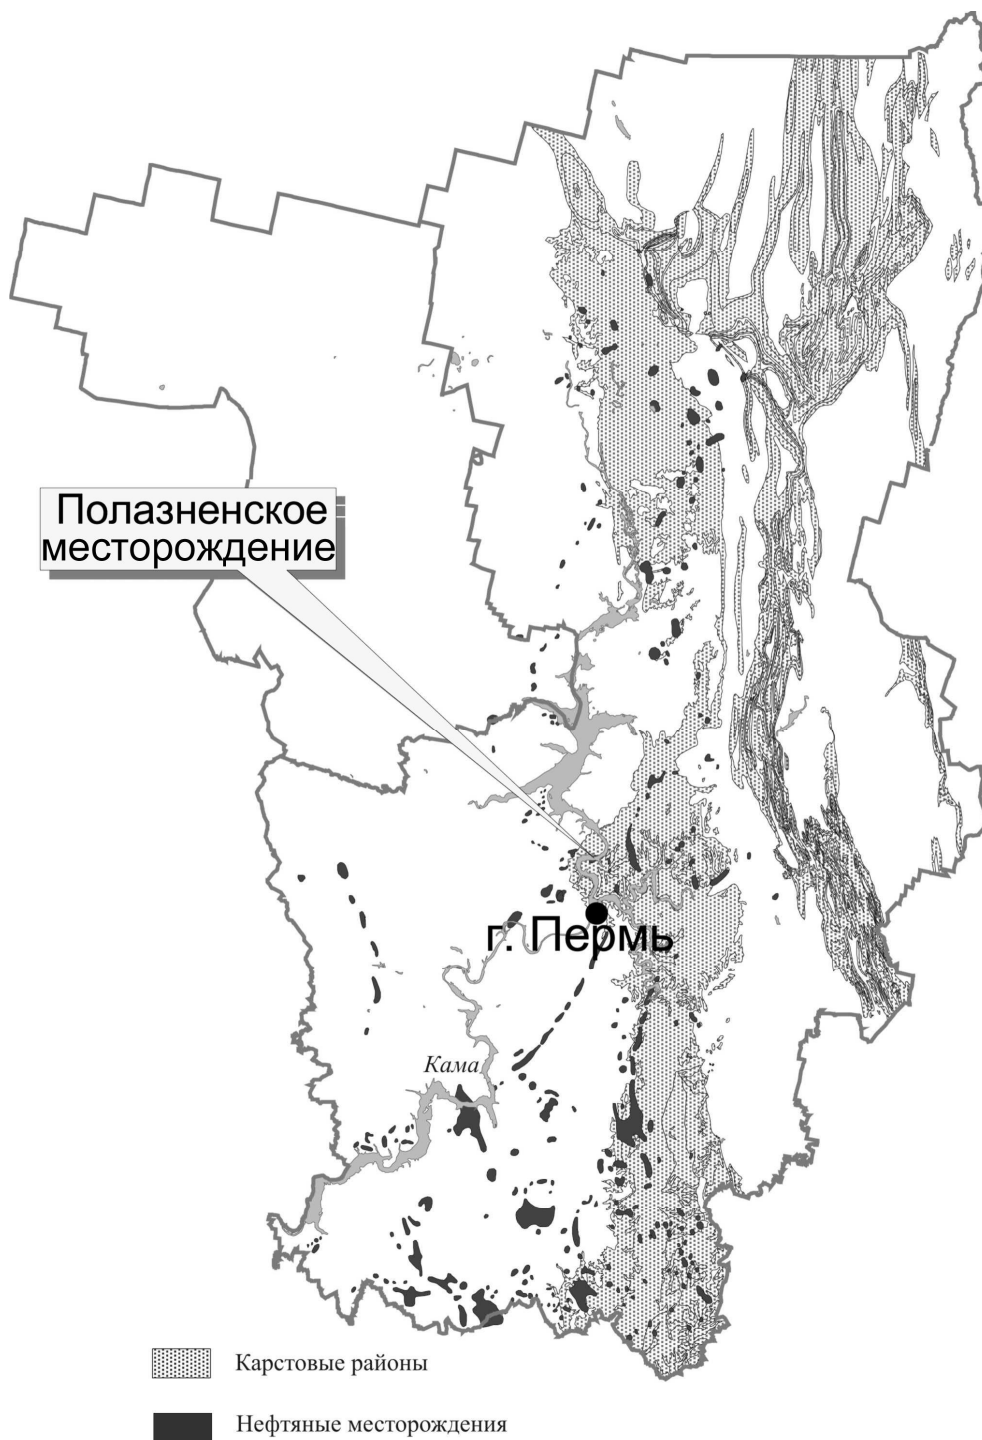 Полазненское
месторождение
г. Пермь
Кама
Карстовые районы
Нефтяные месторождения